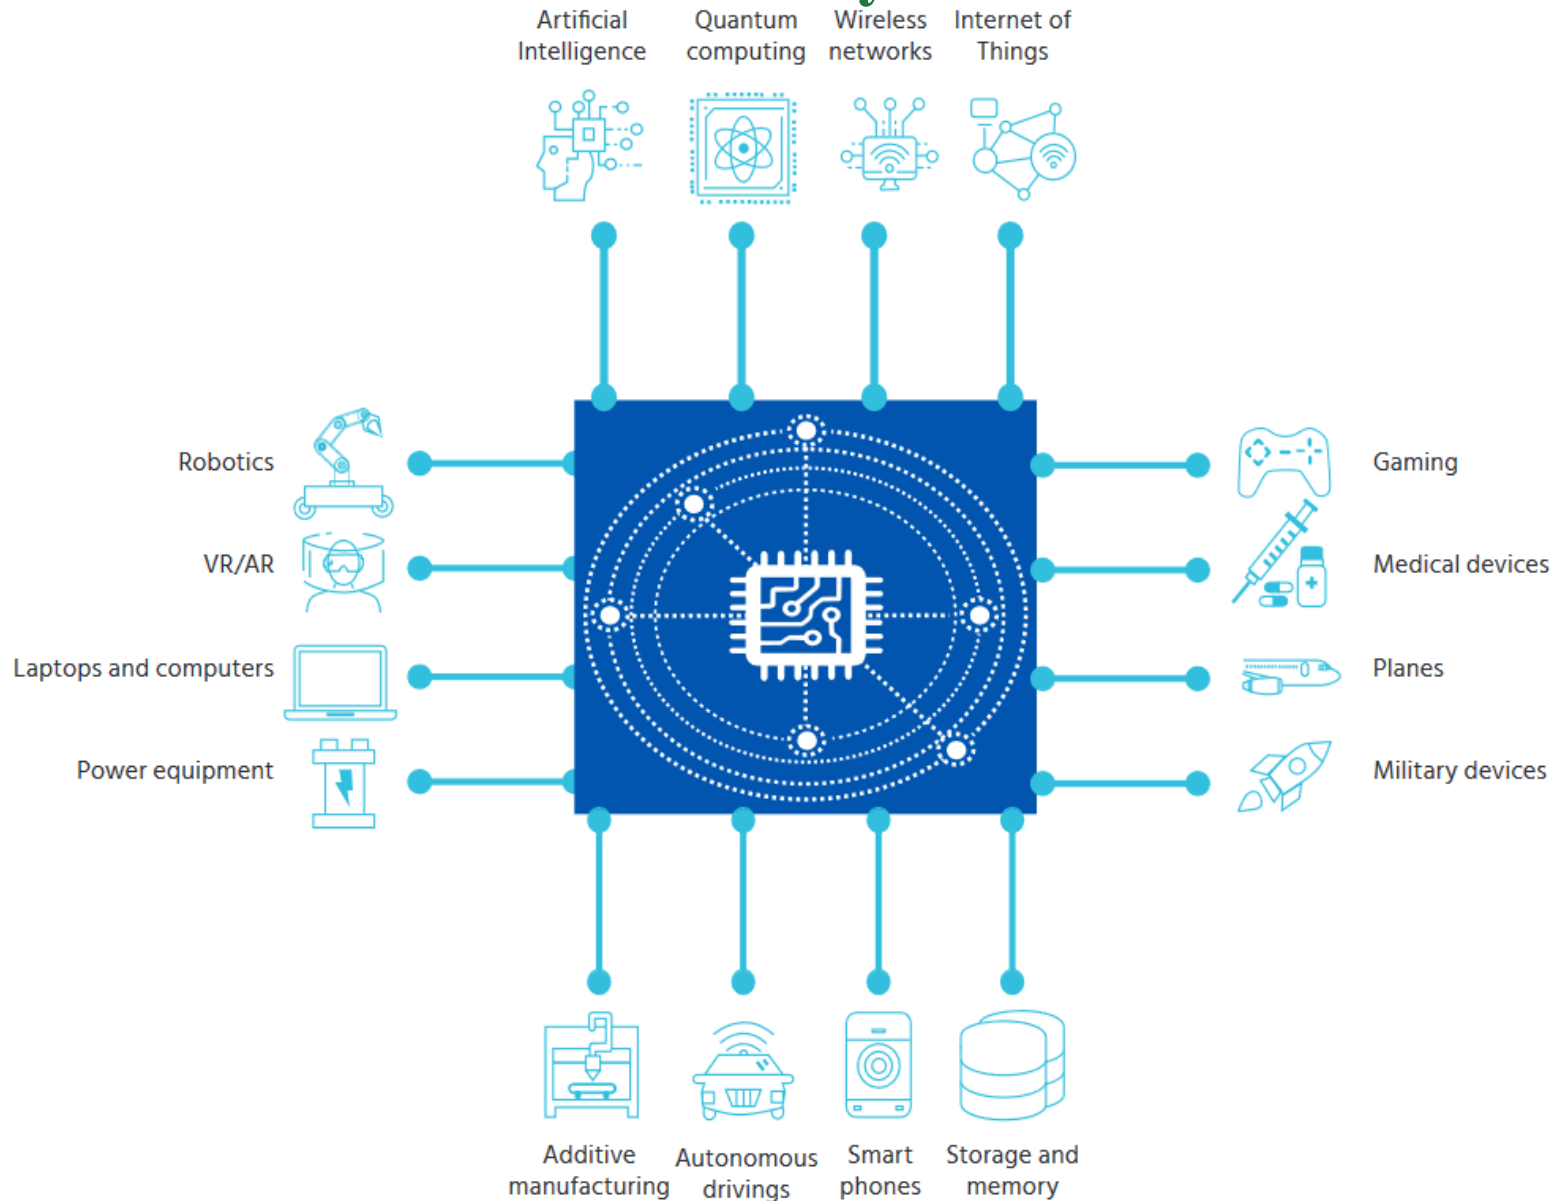 Artificial
Intelligence
Quantum
computing
Wireless
networks
Internet of
Things
Robotics
VR/AR
Laptops and computers
Power equipment
Gaming
Medical devices
Planes
Military devices
Additive
manufacturing
Autonomous
drivings
Smart
phones
Storage and
memory